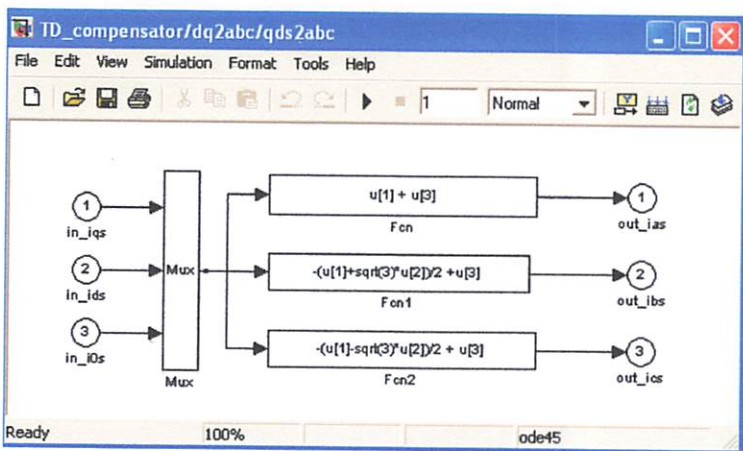 TD_compensator/dq2abc/qds2abc
File Edit View Simulation Format Tools Help
1 Normal
1
in_iqs
2
in_ids
3
in_i0s
Mux
Mux
u[1] + u[3]
Fcn
-(u[1]+sqrt(3)*u[2])/2 +u[3]
Fcn1
-(u[1]-sqrt(3)*u[2])/2 + u[3]
Fcn2
1
out_ias
2
out_ibs
3
out_ics
Ready 100% ode45